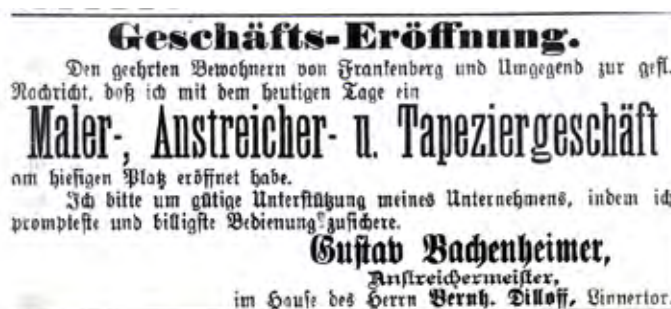 Geschäfts-Eröffnung.
Den geehrten Bewohnern von Frankenberg und Umgegend zur gefl.
Nachricht, daß ich mit dem heutigen Tage ein
Maler-, Anstreicher- u. Tapeziergeschäft
am hiesigen Platz eröffnet habe.
Ich bitte um gütige Unterstützung meines Unternehmens, indem ich
prompteste und billigste Bedienung zusichere.
Gustav Bachenheimer,
Anstreichermeister,
im Hause des Herrn Bernh. Dilloff, Linnertor.